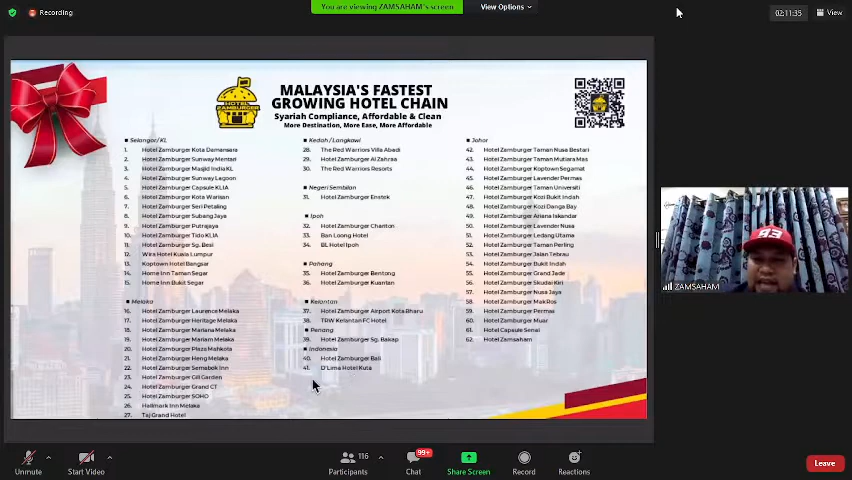 Recording
You are viewing ZAMSAHAM's screen
View Options
02:11:35
View
HOTEL
ZAMBURGER
MALAYSIA'S FASTEST
GROWING HOTEL CHAIN
Syariah Compliance, Affordable & Clean
More Destination, More Ease, More Affordable
Selangor/KL
1. Hotel Zamburger Kota Damansara
2. Hotel Zamburger Sunway Mentari
3. Hotel Zamburger Masjid India KL
4. Hotel Zamburger Sunway Lagoon
5. Hotel Zamburger Capsule KLIA
6. Hotel Zamburger Kota Warisan
7. Hotel Zamburger Seri Petaling
8. Hotel Zamburger Subang Jaya
9. Hotel Zamburger Putrajaya
10. Hotel Zamburger Tido KLIA
11. Hotel Zamburger Sg. Besi
12. Wira Hotel Kuala Lumpur
13. Koptown Hotel Bangsar
14. Home Inn Taman Segar
15. Home Inn Bukit Segar
Melaka
16. Hotel Zamburger Laurence Melaka
17. Hotel Zamburger Heritage Melaka
18. Hotel Zamburger Mariana Melaka
19. Hotel Zamburger Mariam Melaka
20. Hotel Zamburger Plaza Mahkota
21. Hotel Zamburger Heng Melaka
22. Hotel Zamburger Semabok Inn
23. Hotel Zamburger Gili Garden
24. Hotel Zamburger Grand CT
25. Hotel Zamburger SOHO
26. Hallmark Inn Melaka
27. Taj Grand Hotel
Kedah/Langkawi
28. The Red Warriors Villa Abadi
29. Hotel Zamburger Al Zahraa
30. The Red Warriors Resorts
Negeri Sembilan
31. Hotel Zamburger Enstek
Ipoh
32. Hotel Zamburger Chariton
33. Ban Loong Hotel
34. BL Hotel Ipoh
Pahang
35. Hotel Zamburger Bentong
36. Hotel Zamburger Kuantan
Kelantan
37. Hotel Zamburger Airport Kota Bharu
38. TRW Kelantan FC Hotel
Penang
39. Hotel Zamburger Sg. Bakap
Indonesia
40. Hotel Zamburger Bali
41. D'Lima Hotel Kuta
Johor
42. Hotel Zamburger Taman Nusa Bestari
43. Hotel Zamburger Taman Mutiara Mas
44. Hotel Zamburger Koptown Segamat
45. Hotel Zamburger Lavender Permas
46. Hotel Zamburger Taman Universiti
47. Hotel Zamburger Kozi Bukit Indah
48. Hotel Zamburger Kozi Danga Bay
49. Hotel Zamburger Ariana Iskandar
50. Hotel Zamburger Lavender Nusa
51. Hotel Zamburger Ledang Utama
52. Hotel Zamburger Taman Perling
53. Hotel Zamburger Jalan Tebrau
54. Hotel Zamburger Bukit Indah
55. Hotel Zamburger Grand Jade
56. Hotel Zamburger Skudai Kiri
57. Hotel Zamburger Nusa Jaya
58. Hotel Zamburger Mak Ros
59. Hotel Zamburger Permas
60. Hotel Zamburger Muar
61. Hotel Capsule Senai
62. Hotel Zamsaham
93
ZAMSAHAM
Unmute
Start Video
116
Participants
99+
Chat
Share Screen
Record
Reactions
Leave